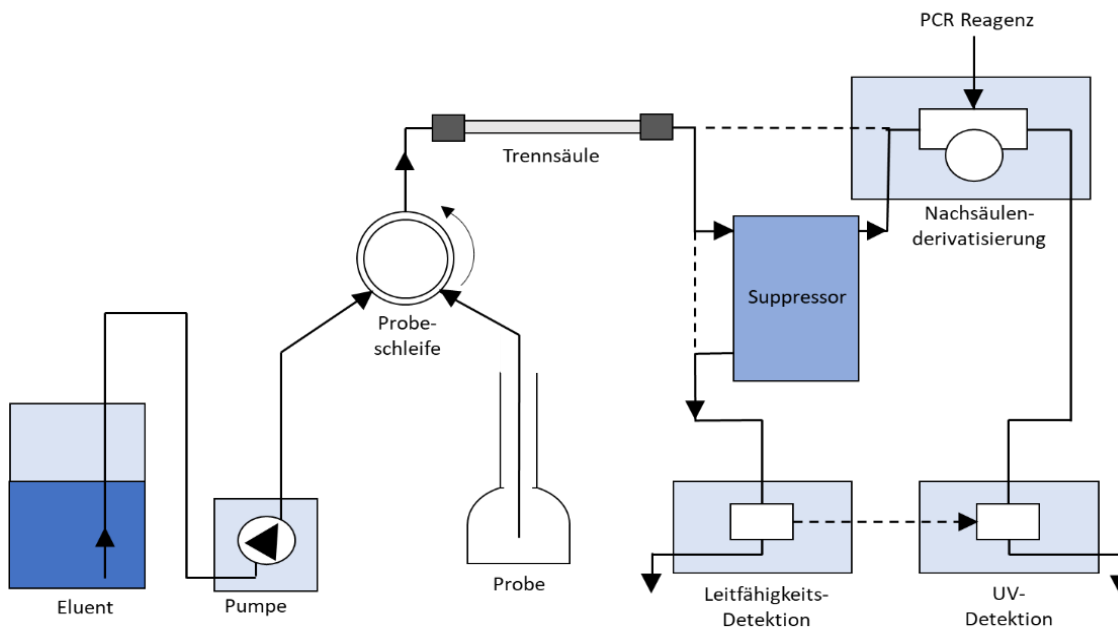 PCR Reagenz
Trennsäule
Nachsäulen-
derivatisierung
Suppressor
Probe-
schleife
Eluent
Pumpe
Probe
Leitfähigkeits-
Detektion
UV-
Detektion